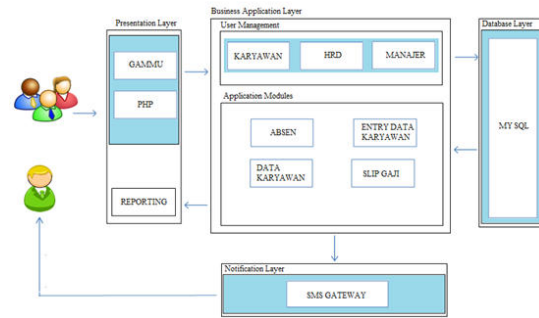 Presentation Layer
GAMMU
PHP
REPORTING
Business Application Layer
User Management
KARYAWAN
HRD
MANAJER
Application Modules
ABSEN
ENTRY DATA
KARYAWAN
DATA
KARYAWAN
SLIP GAJI
Database Layer
MY SQL
Notification Layer
SMS GATEWAY